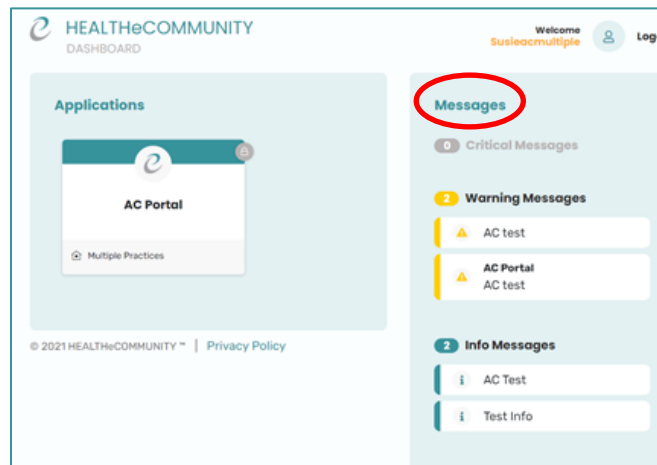 HEALTHeCOMMUNITY
DASHBOARD
Welcome
Susieacmultiple
Applications
AC Portal
Multiple Practices
© 2021 HEALTHeCOMMUNITY ™ | Privacy Policy
Messages
0 Critical Messages
2 Warning Messages
AC test
AC Portal
AC test
2 Info Messages
AC Test
Test Info